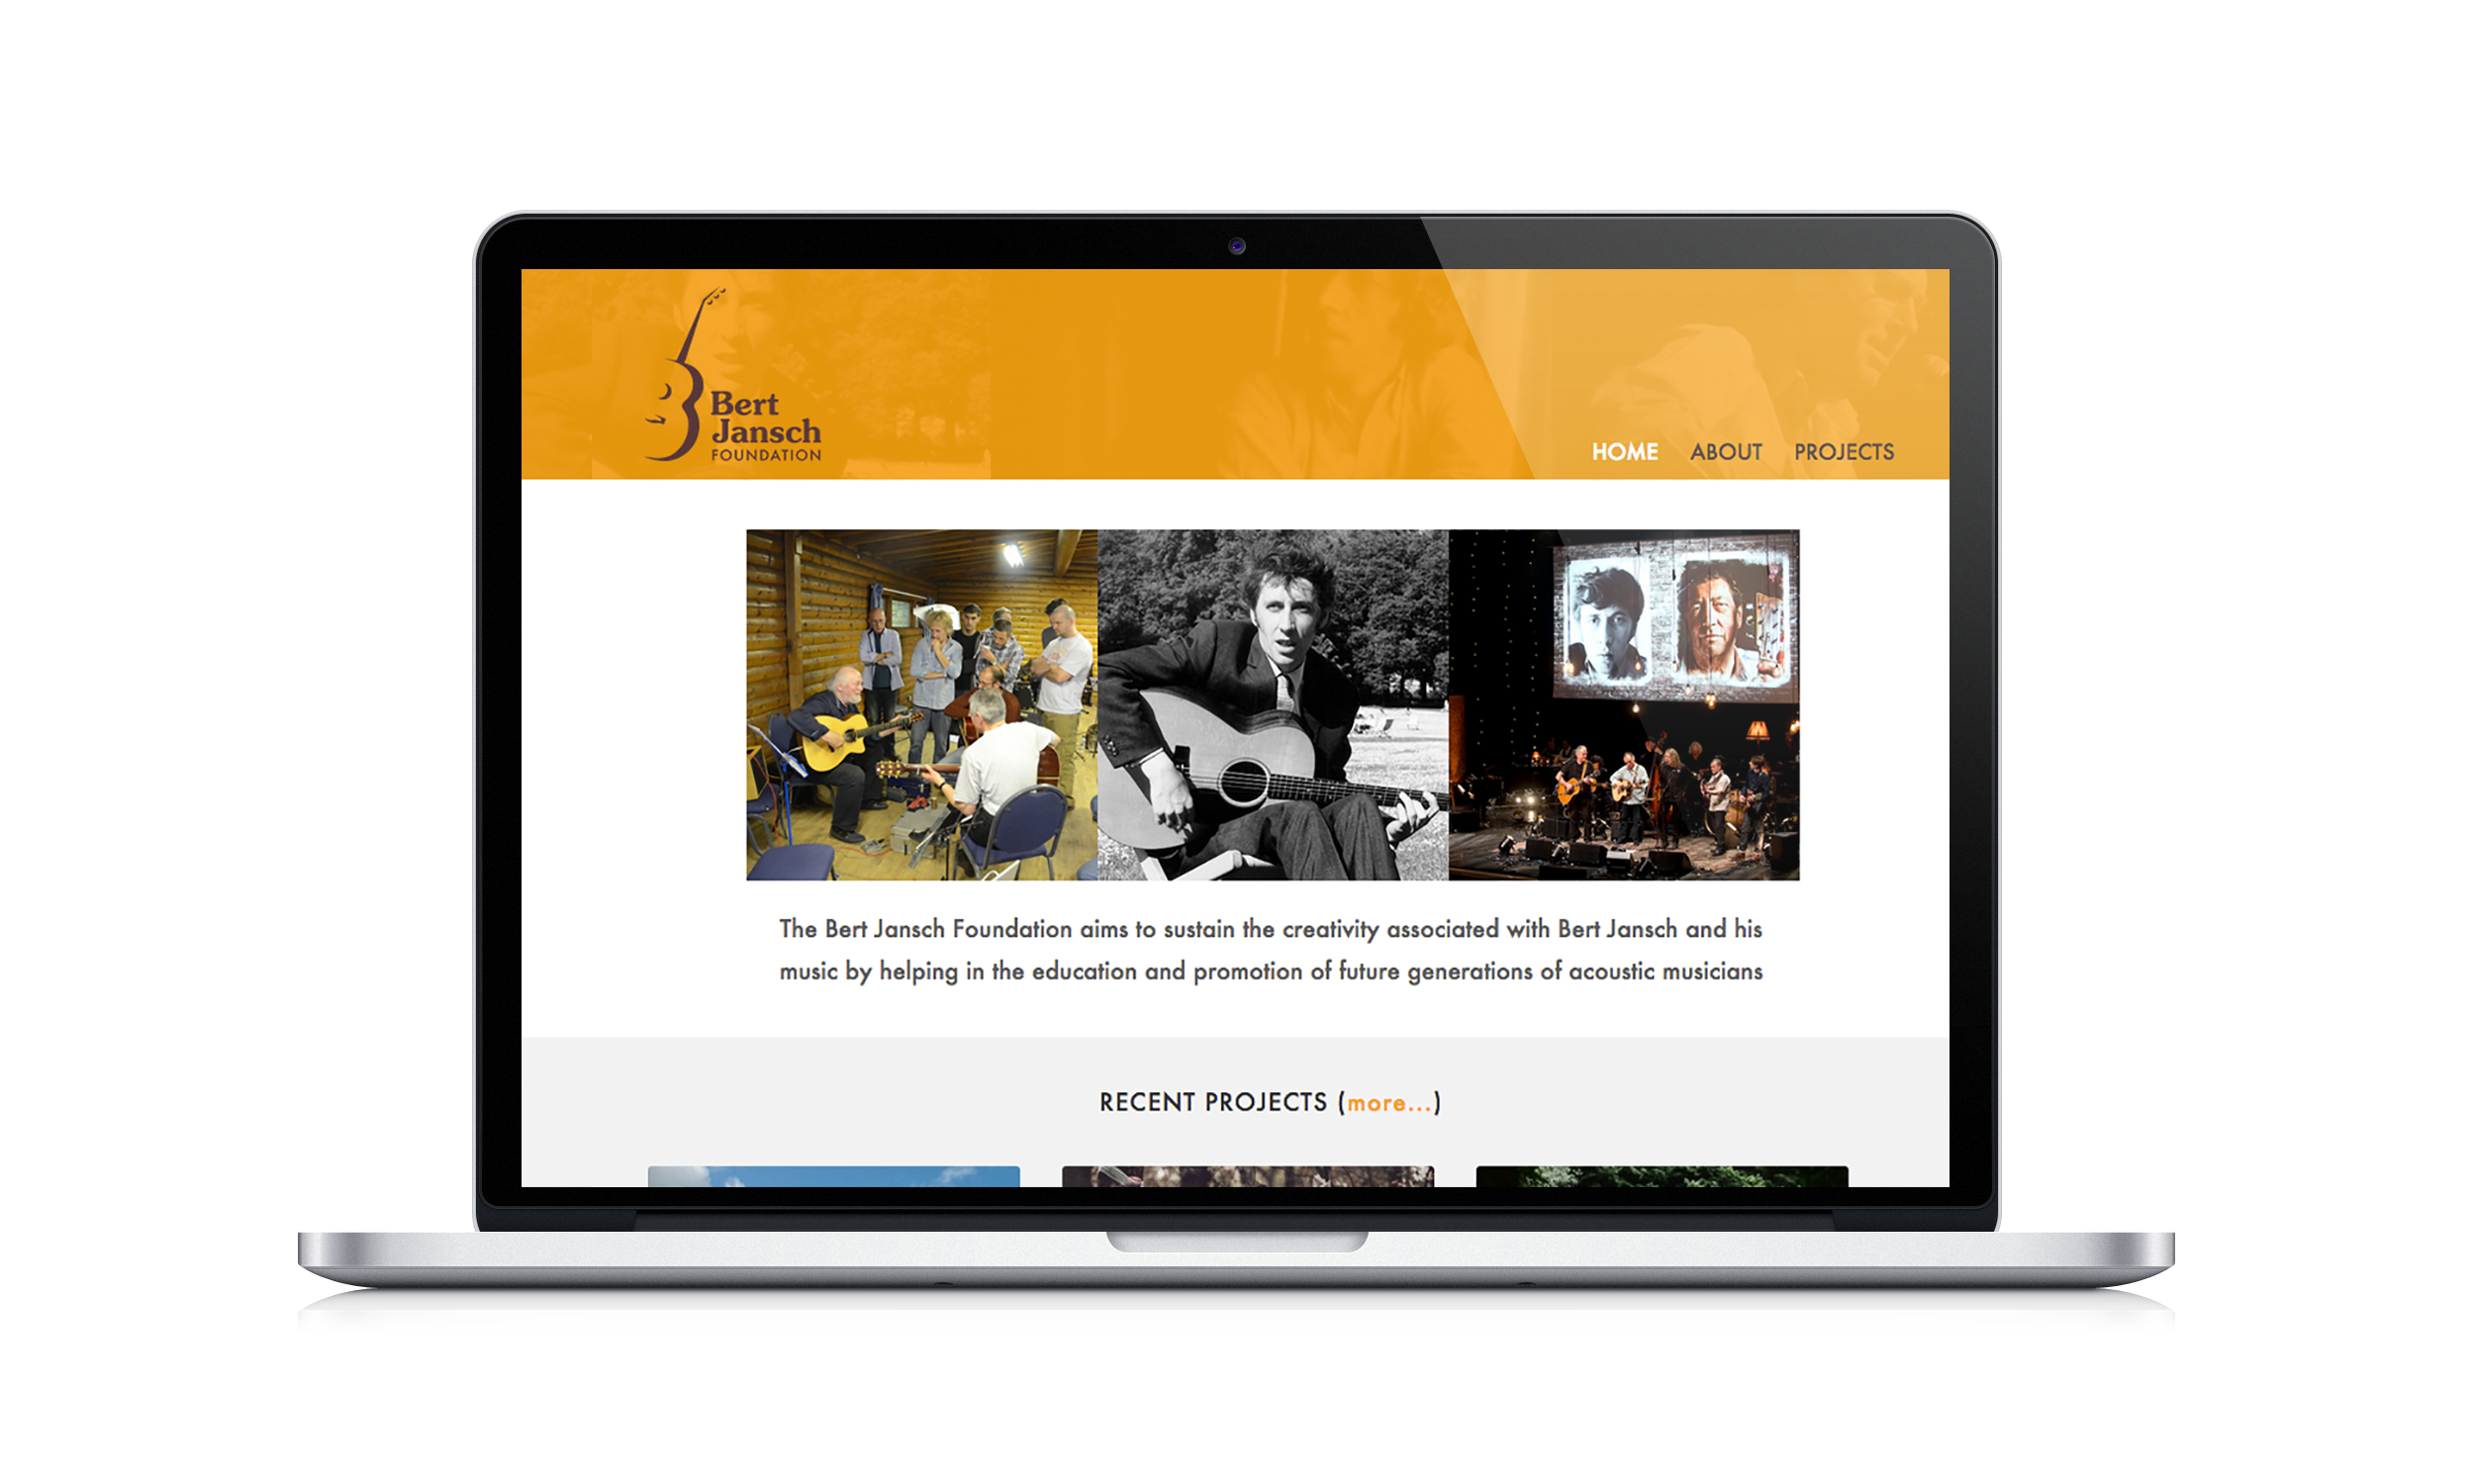 Bert
Jansch
FOUNDATION
HOME ABOUT PROJECTS
The Bert Jansch Foundation aims to sustain the creativity associated with Bert Jansch and his
music by helping in the education and promotion of future generations of acoustic musicians
RECENT PROJECTS (more...)